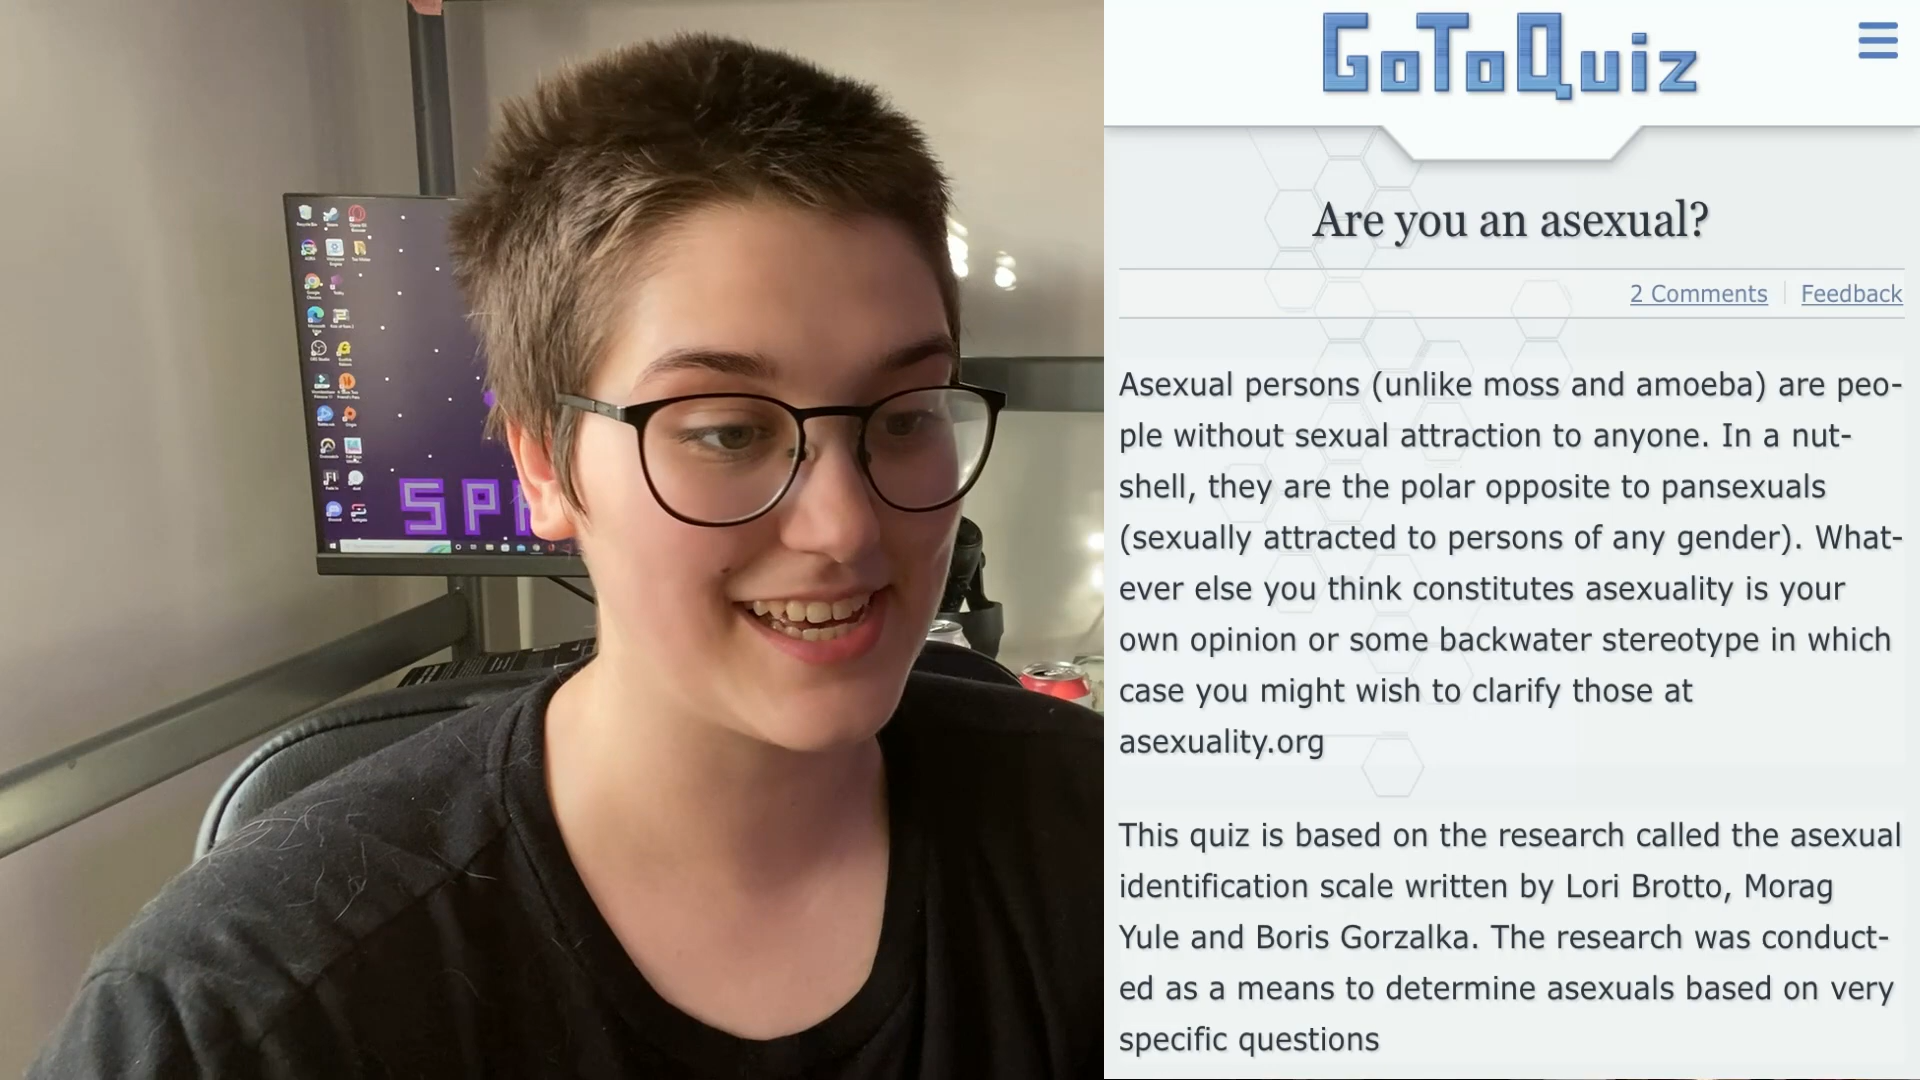 GoToQuiz
Are you an asexual?
2 Comments
Feedback
Asexual persons (unlike moss and amoeba) are peo-
ple without sexual attraction to anyone. In a nut-
shell, they are the polar opposite to pansexuals
(sexually attracted to persons of any gender). What-
ever else you think constitutes asexuality is your
own opinion or some backwater stereotype in which
case you might wish to clarify those at
asexuality.org
This quiz is based on the research called the asexual
identification scale written by Lori Brotto, Morag
Yule and Boris Gorzalka. The research was conduct-
ed as a means to determine asexuals based on very
specific questions